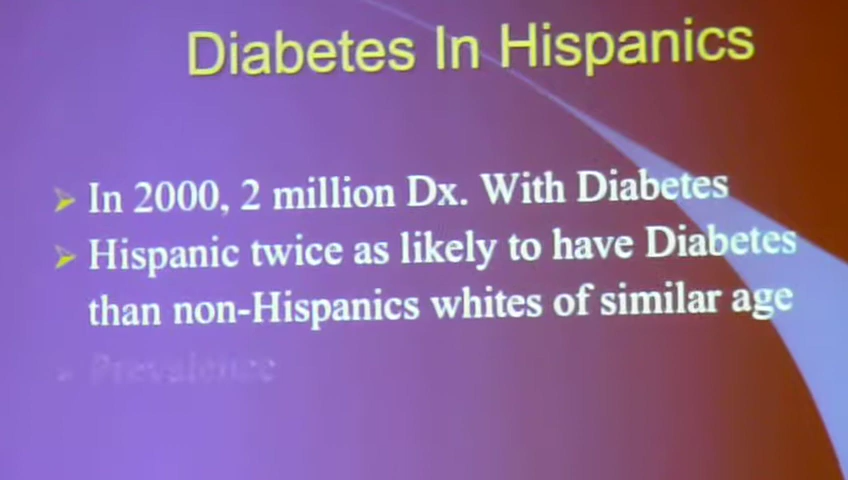 Diabetes In Hispanics
In 2000, 2 million Dx. With Diabetes
Hispanic twice as likely to have Diabetes
than non-Hispanics whites of similar age
Prevalence